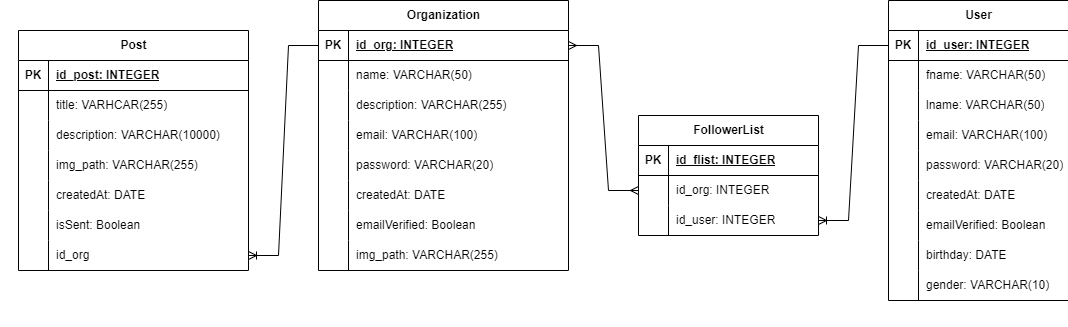 Post
PK id_post: INTEGER
title: VARHCAR(255)
description: VARCHAR(10000)
img_path: VARCHAR(255)
createdAt: DATE
isSent: Boolean
id_org
Organization
PK id_org: INTEGER
name: VARCHAR(50)
description: VARCHAR(255)
email: VARCHAR(100)
password: VARCHAR(20)
createdAt: DATE
emailVerified: Boolean
img_path: VARCHAR(255)
FollowerList
PK id_flist: INTEGER
id_org: INTEGER
id_user: INTEGER
User
PK id_user: INTEGER
fname: VARCHAR(50)
lname: VARCHAR(50)
email: VARCHAR(100)
password: VARCHAR(20)
createdAt: DATE
emailVerified: Boolean
birthday: DATE
gender: VARCHAR(10)